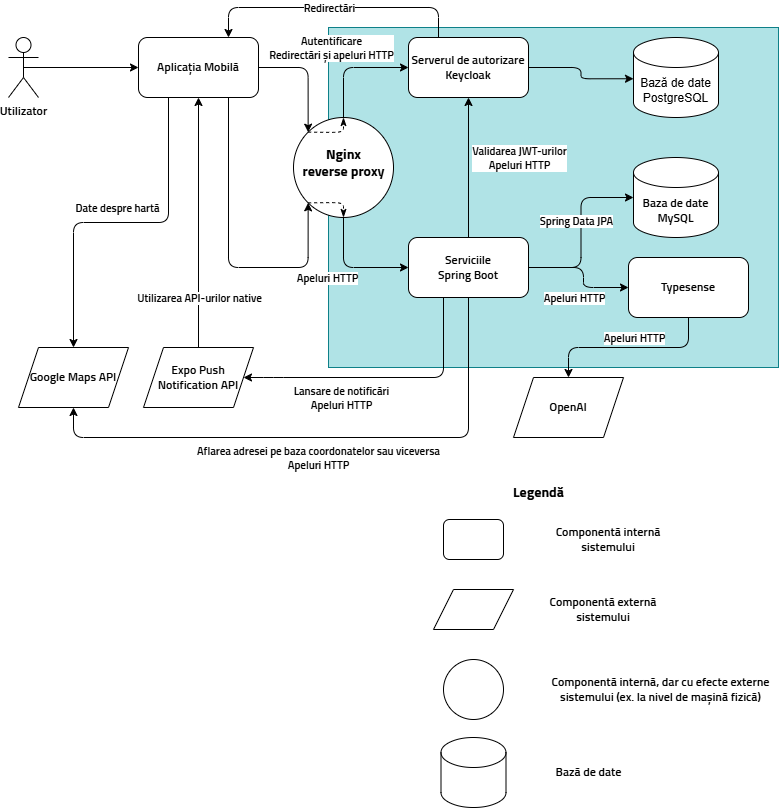 Redirectări
Utilizator
Aplicația Mobilă
Autentificare
Redirectări și apeluri HTTP
Serverul de autorizare
Keycloak
Bază de date
PostgreSQL
Nginx
reverse proxy
Validarea JWT-urilor
Apeluri HTTP
Baza de date
MySQL
Date despre hartă
Spring Data JPA
Serviciile
Spring Boot
Apeluri HTTP
Typesense
Apeluri HTTP
Utilizarea API-urilor native
Apeluri HTTP
Google Maps API
Expo Push
Notification API
Lansare de notificări
Apeluri HTTP
OpenAI
Aflarea adresei pe baza coordonatelor sau viceversa
Apeluri HTTP
Legendă
Componentă internă
sistemului
Componentă externă
sistemului
Componentă internă, dar cu efecte externe
sistemului (ex. la nivel de mașină fizică)
Bază de date